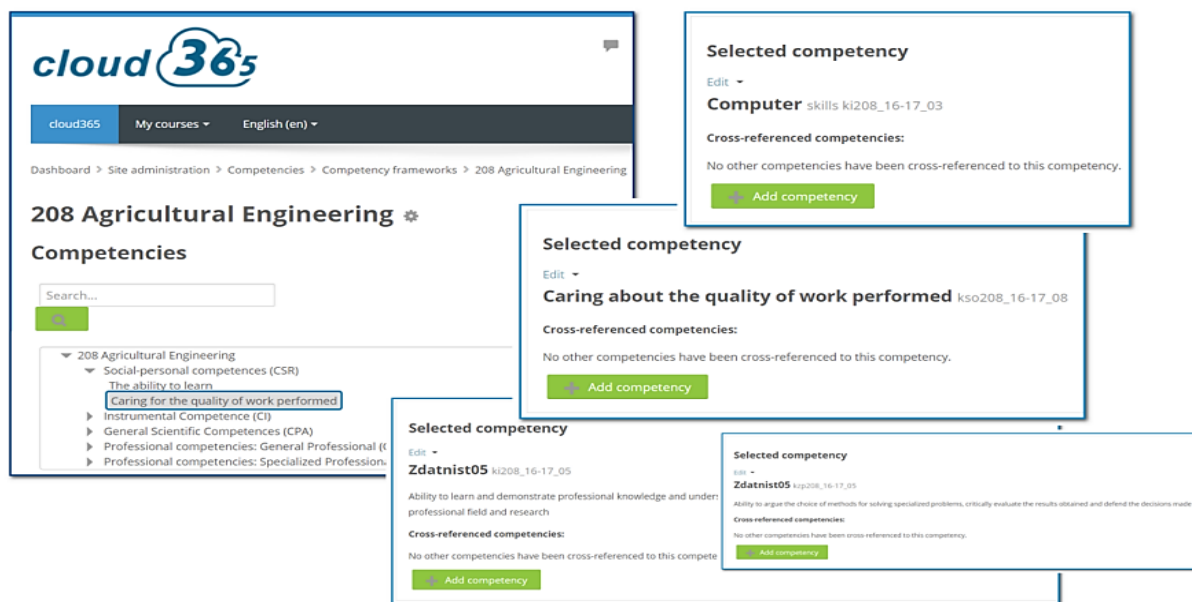 cloud 365
cloud365 My courses English (en)
Dashboard > Site administration > Competencies > Competency frameworks > 208 Agricultural Engineering
208 Agricultural Engineering
Competencies
Search...
208 Agricultural Engineering
Social-personal competences (CSR)
The ability to learn
Caring for the quality of work performed
Instrumental Competence (CI)
General Scientific Competences (CPA)
Professional competencies: General Professional (
Professional competencies: Specialized Profession
Selected competency
Edit
Computer skills ki208_16-17_03
Cross-referenced competencies:
No other competencies have been cross-referenced to this competency.
Add competency
Selected competency
Edit
Caring about the quality of work performed kso208_16-17_08
Cross-referenced competencies:
No other competencies have been cross-referenced to this competency.
Add competency
Selected competency
Edit
Zdatnist05 ki208_16-17_05
Ability to learn and demonstrate professional knowledge and under
professional field and research
Cross-referenced competencies:
No other competencies have been cross-referenced to this compete
Add competency
Selected competency
Edit
Zdatnist05 kzp208_16-17_05
Ability to argue the choice of methods for solving specialized problems, critically evaluate the results obtained and defend the decisions made
Cross-referenced competencies:
No other competencies have been cross-referenced to this competency.
Add competency